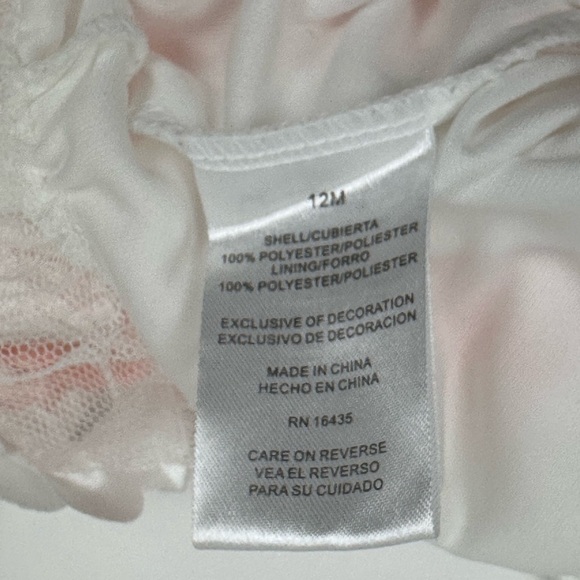 12M
SHELL/CUBIERTA
100% POLYESTER/POLIESTER
LINING/FORRO
100% POLYESTER/POLIESTER
EXCLUSIVE OF DECORATION
EXCLUSIVO DE DECORACION
MADE IN CHINA
HECHO EN CHINA
RN 16435
CARE ON REVERSE
VEA EL REVERSO
PARA SU CUIDADO